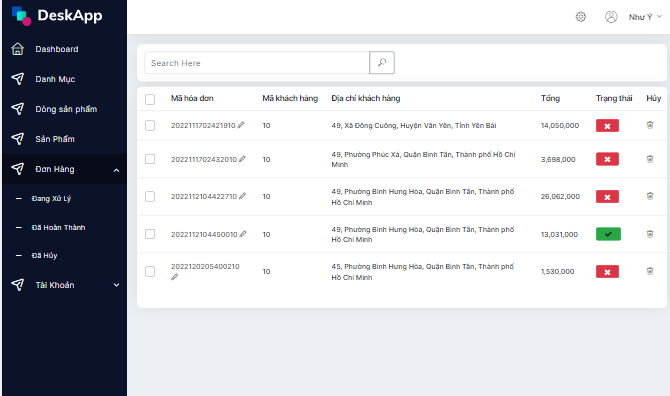 DeskApp
Như Ý
Dashboard
Danh Mục
Dòng sản phẩm
Sản Phẩm
Đơn Hàng
Đang Xử Lý
Đã Hoàn Thành
Đã Hủy
Tài Khoản
Search Here
Mã hóa đơn Mã khách hàng Địa chỉ khách hàng Tổng Trạng thái Hủy
2022111702421910 10 49, Xã Đông Cuông, Huyện Văn Yên, Tỉnh Yên Bái 14,050,000
2022111702432010 10 49, Phường Phúc Xá, Quận Bình Tân, Thành phố Hồ Chí
Minh 3,698,000
2022112104422710 10 49, Phường Bình Hưng Hòa, Quận Bình Tân, Thành phố
Hồ Chí Minh 26,062,000
2022112104450010 10 49, Phường Bình Hưng Hòa, Quận Bình Tân, Thành phố
Hồ Chí Minh 13,031,000
2022120205400210 10 45, Phường Bình Hưng Hòa, Quận Bình Tân, Thành phố
Hồ Chí Minh 1,530,000